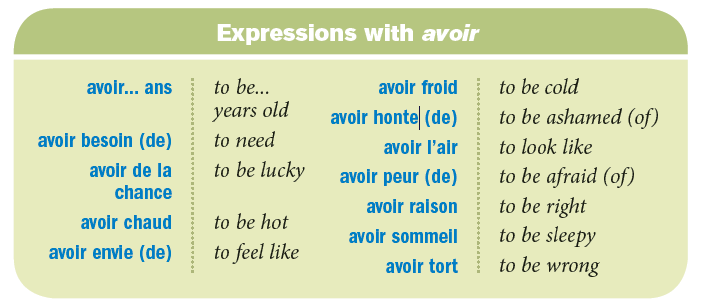 Expressions with avoir
avoir... ans to be...
years old
avoir besoin (de) to need
avoir de la to be lucky
chance
avoir chaud to be hot
avoir envie (de) to feel like
avoir froid to be cold
avoir honte (de) to be ashamed (of)
avoir l'air to look like
avoir peur (de) to be afraid (of)
avoir raison to be right
avoir sommeil to be sleepy
avoir tort to be wrong